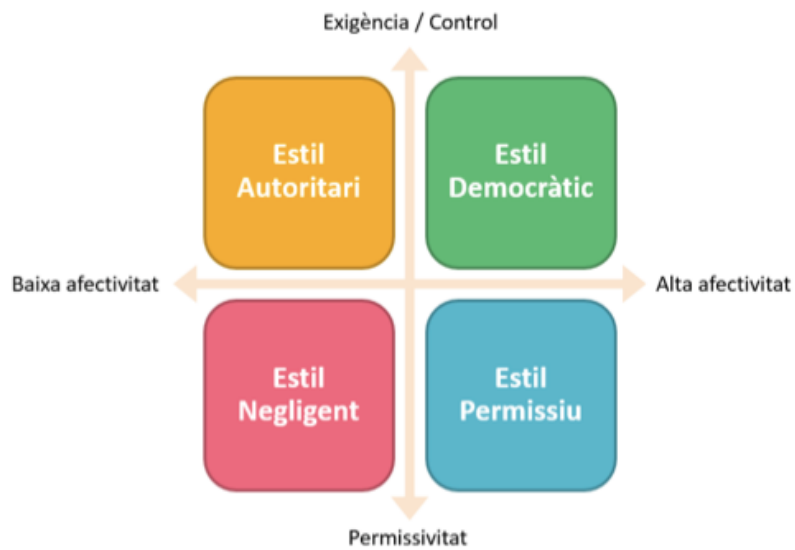 Exigència / Control
Estil
Autoritari
Estil
Democràtic
Baixa afectivitat
Alta afectivitat
Estil
Negligent
Estil
Permissiu
Permissivitat